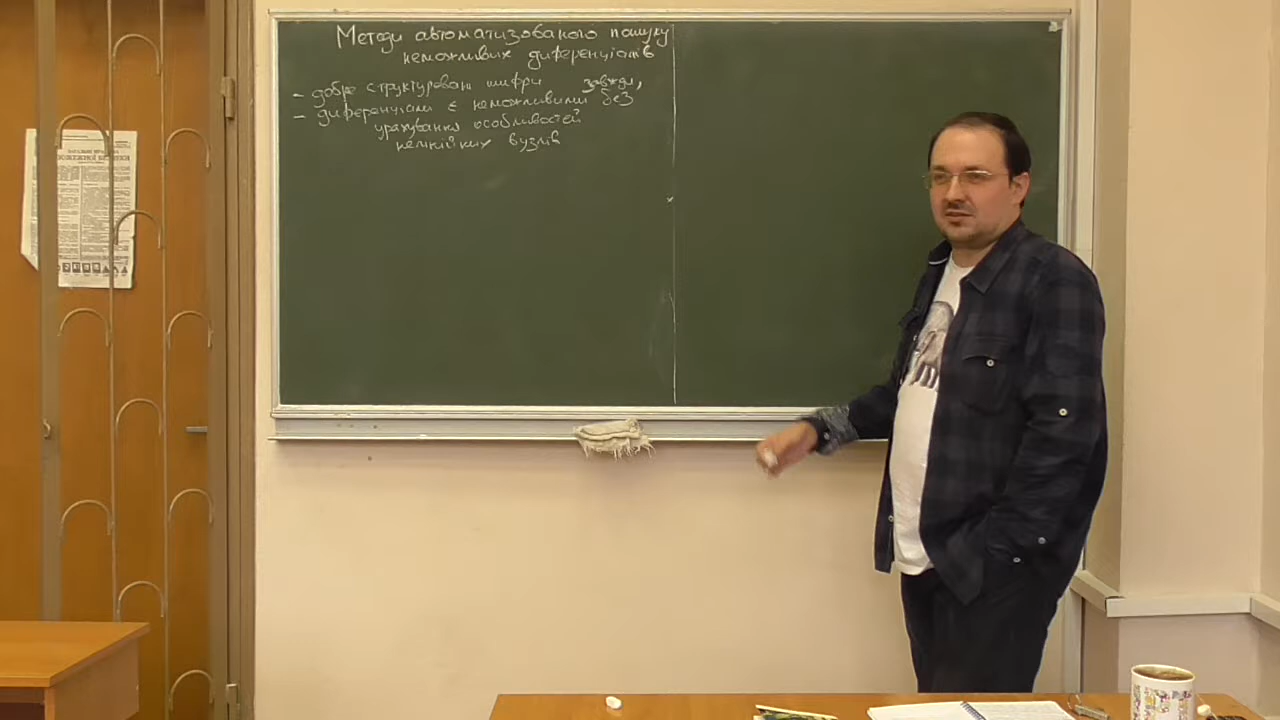 Методи автоматизованого пошуку
неможливих диференціалів
- добре структуровані шифри
- диференціали є неможливими завжди, без
урахування особливостей
нелінійних вузлів